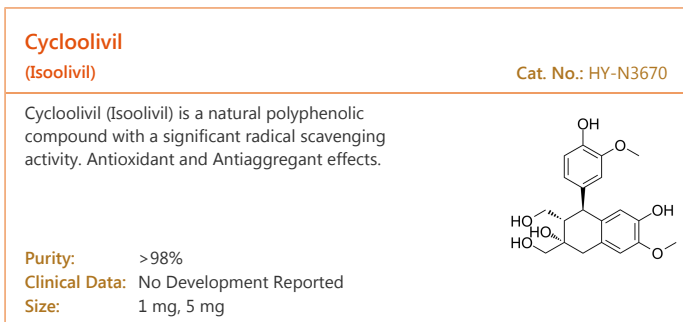 Cycloolivil
(Isoolivil)
Cat. No.: HY-N3670
Cycloolivil (Isoolivil) is a natural polyphenolic
compound with a significant radical scavenging
activity. Antioxidant and Antiaggregant effects.
OH
O
HO
HO
HO
OH
O
Purity: >98%
Clinical Data: No Development Reported
Size: 1 mg, 5 mg